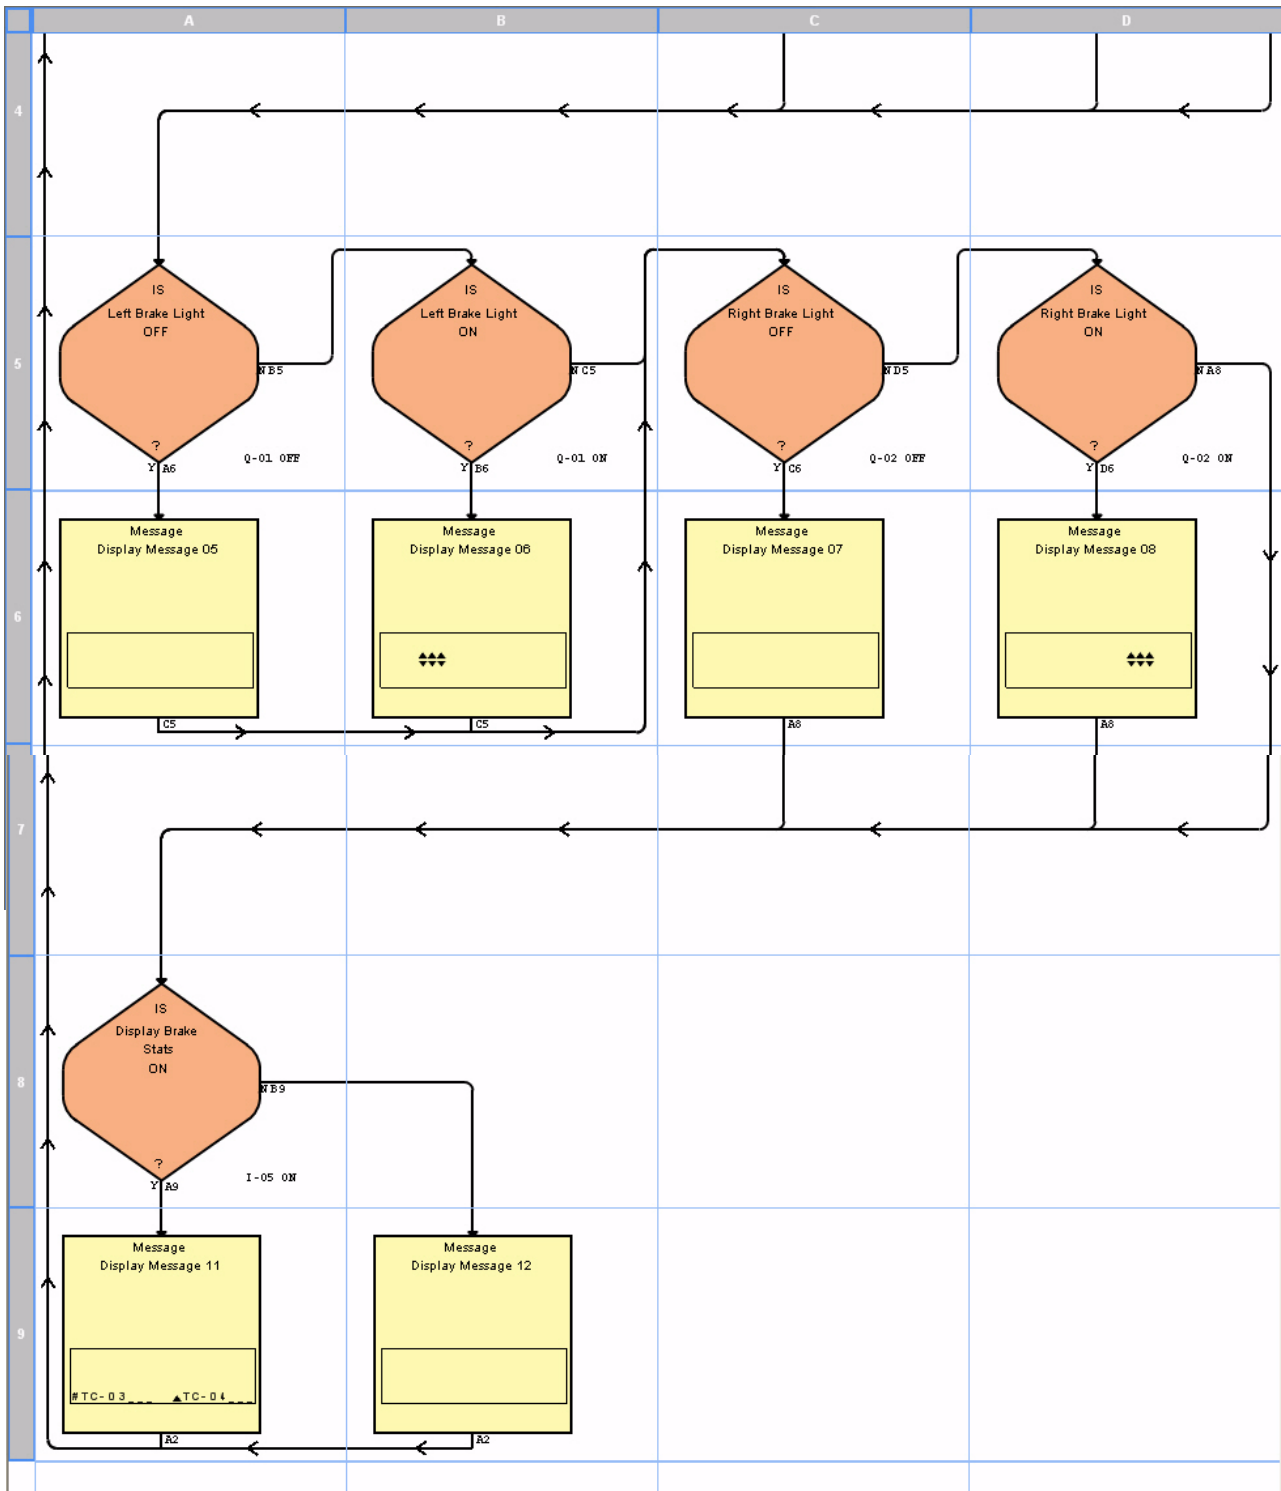 A B C D
4
5
IS
Left Brake Light
OFF
?
N B5
Y A6
Q-01 OFF
IS
Left Brake Light
ON
?
N C5
Y B6
Q-01 ON
IS
Right Brake Light
OFF
?
N D5
Y C6
Q-02 OFF
IS
Right Brake Light
ON
?
N A8
Y D6
Q-02 ON
6
Message
Display Message 05
C5
Message
Display Message 06
C5
Message
Display Message 07
A8
Message
Display Message 08
A8
7
8
IS
Display Brake
Stats
ON
?
N B9
Y A9
I-05 ON
9
Message
Display Message 11
#TC-03___ ▲TC-04___
A2
Message
Display Message 12
A2